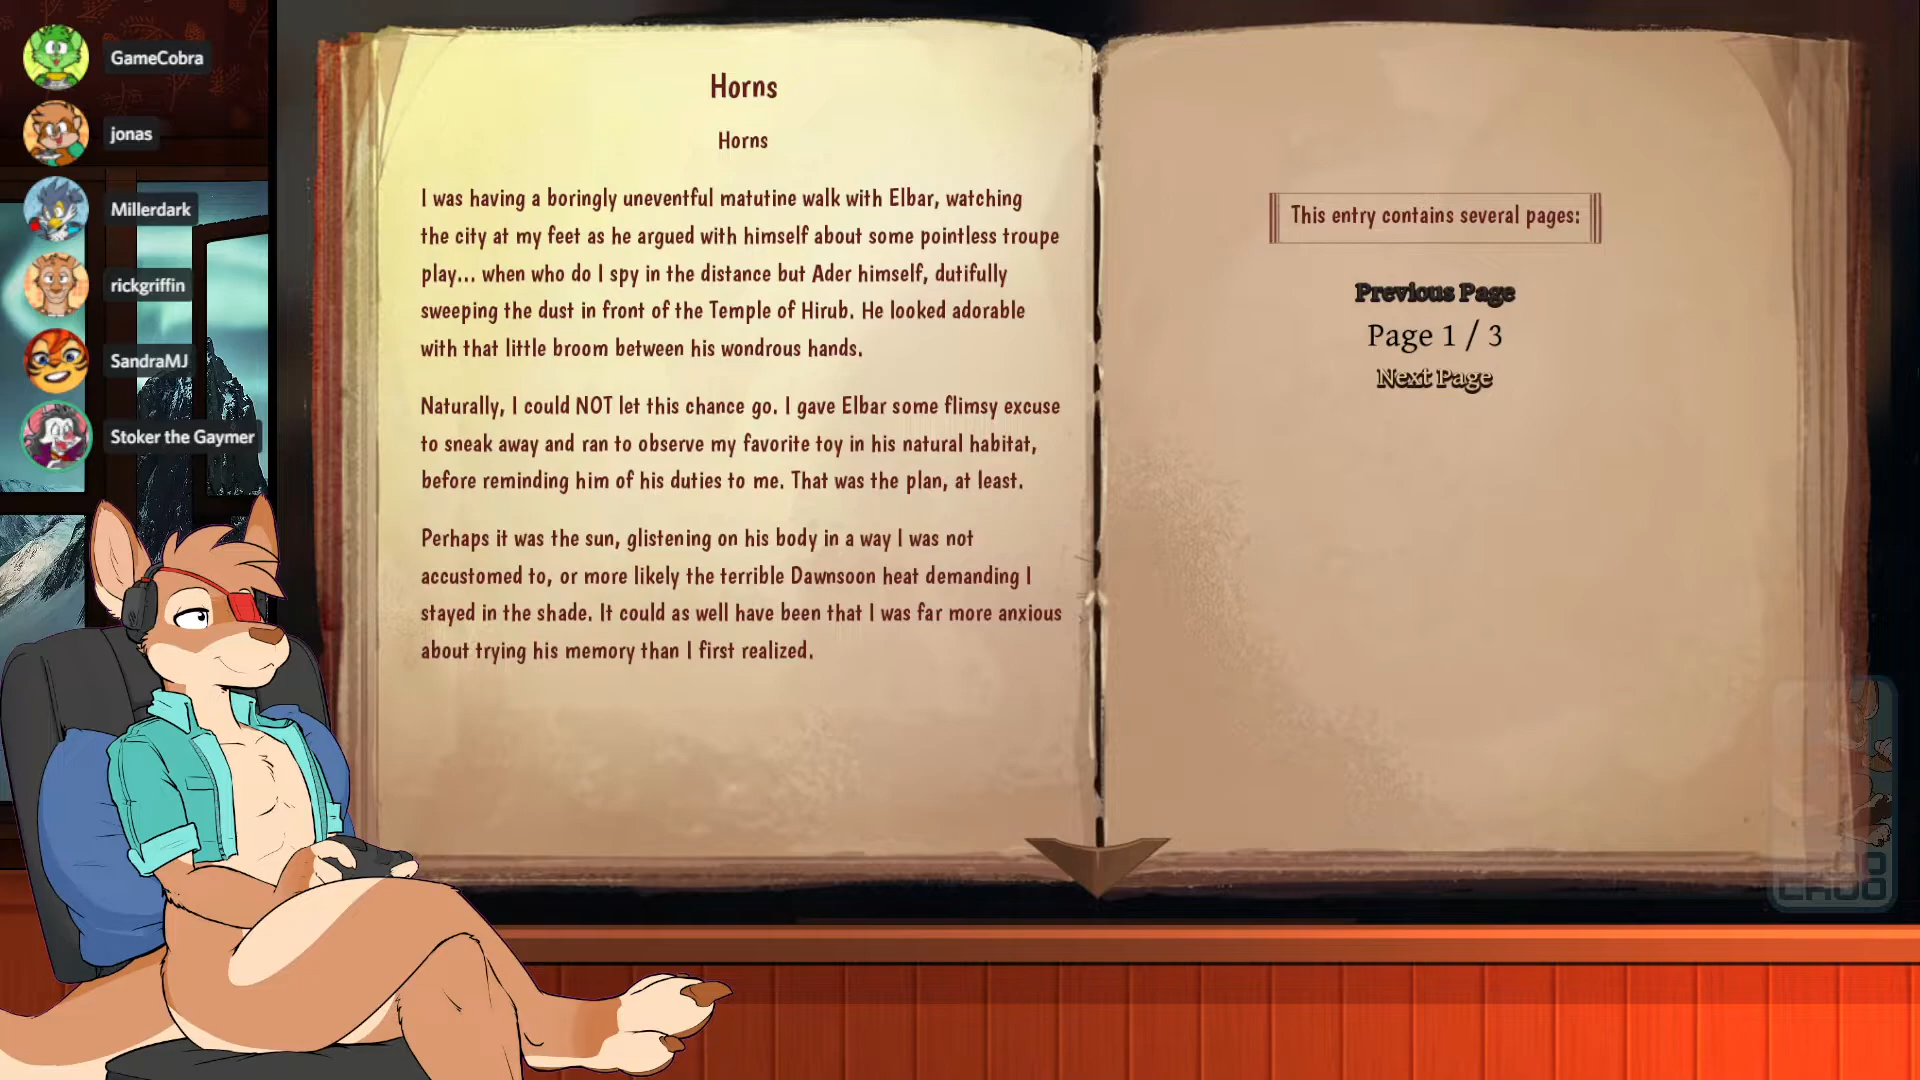 GameCobra
jonas
Millerdark
rickgriffin
SandraMJ
Stoker the Gaymer
Horns
Horns
I was having a boringly uneventful matutine walk with Elbar, watching
the city at my feet as he argued with himself about some pointless troupe
play... when who do I spy in the distance but Ader himself, dutifully
sweeping the dust in front of the Temple of Hirub. He looked adorable
with that little broom between his wondrous hands.
Naturally, I could NOT let this chance go. I gave Elbar some flimsy excuse
to sneak away and ran to observe my favorite toy in his natural habitat,
before reminding him of his duties to me. That was the plan, at least.
Perhaps it was the sun, glistening on his body in a way I was not
accustomed to, or more likely the terrible Dawnsoon heat demanding I
stayed in the shade. It could as well have been that I was far more anxious
about trying his memory than I first realized.
This entry contains several pages:
Previous Page
Page 1 / 3
Next Page